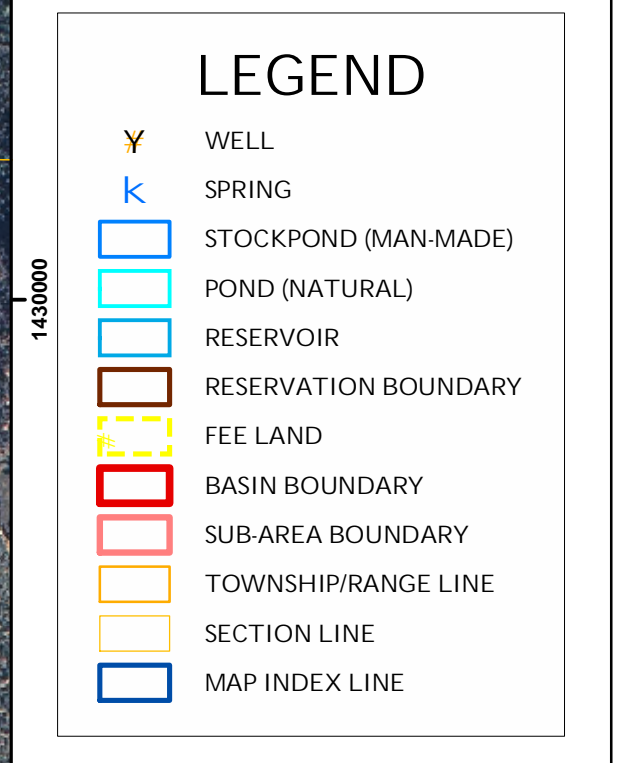 LEGEND
WELL
k SPRING
STOCKPOND (MAN-MADE)
POND (NATURAL)
RESERVOIR
RESERVATION BOUNDARY
FEE LAND
BASIN BOUNDARY
SUB-AREA BOUNDARY
TOWNSHIP/RANGE LINE
SECTION LINE
MAP INDEX LINE
1430000